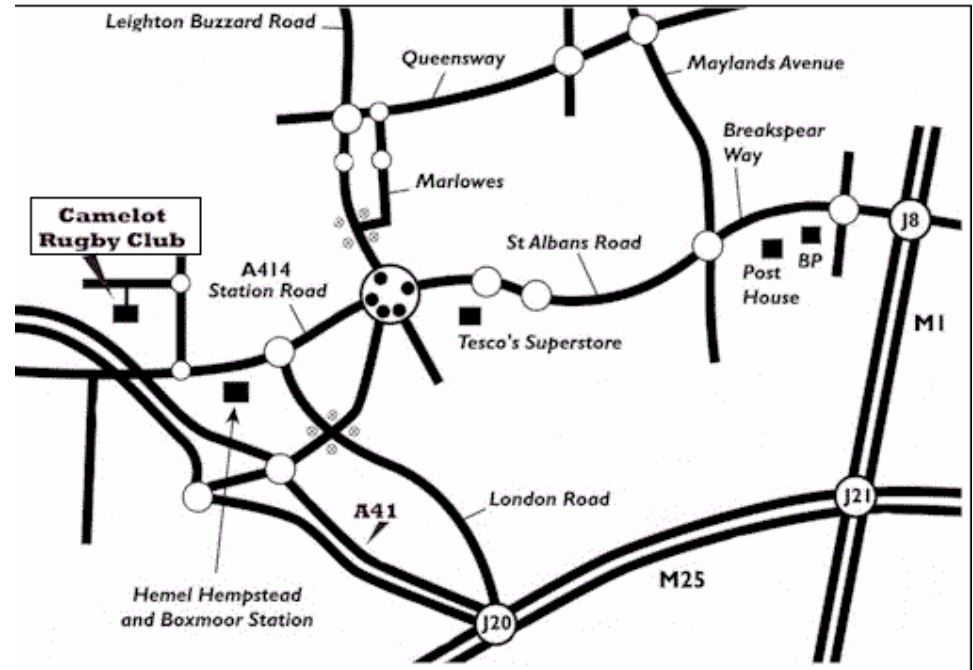 Leighton Buzzard Road
Queensway
Maylands Avenue
Breakspear
Way
Marlowes
Camelot
Rugby Club
J8
St Albans Road
A414
Station Road
Post
House
BP
M1
Tesco's Superstore
London Road
J21
A41
M25
Hemel Hempstead
and Boxmoor Station
J20